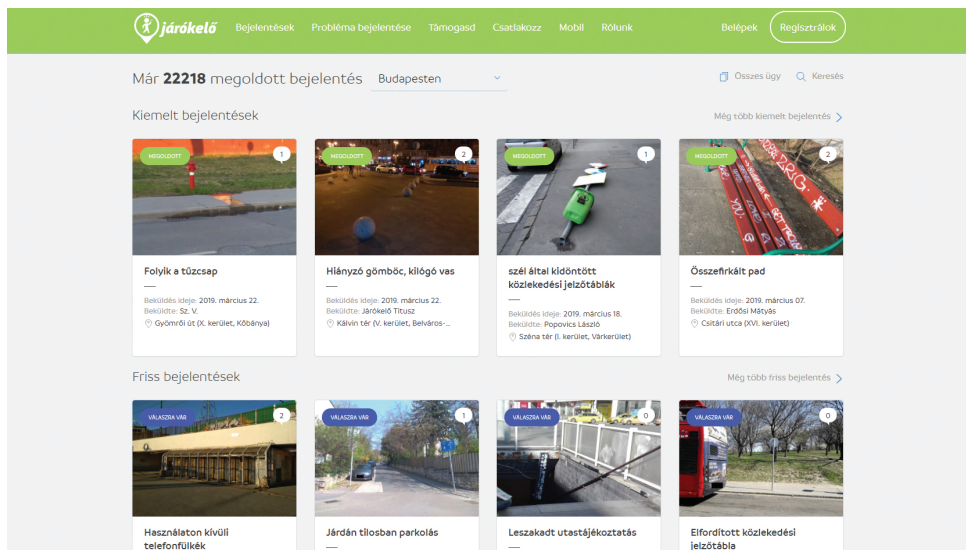 járókelő
Bejelentések Probléma bejelentése Támogasd Csatlakozz Mobil Rólunk Belépek Regisztrálok
Már 22218 megoldott bejelentés Budapesten Összes ügy Keresés
Kiemelt bejelentések Még több kiemelt bejelentés
MEGOLDOTT 1
MEGOLDOTT 2
MEGOLDOTT 1
MEGOLDOTT 2
Folyik a tűzcsap
Beküldés ideje: 2019. március 22.
Beküldte: Sz. V.
Gyömrői út (X. kerület, Kőbánya)
Hiányzó gömböc, kilógó vas
Beküldés ideje: 2019. március 22.
Beküldte: Járókelő Titusz
Kálvin tér (V. kerület, Belváros-...
szél által kidöntött
közlekedési jelzőtáblák
Beküldés ideje: 2019. március 18.
Beküldte: Popovics László
Széna tér (I. kerület, Várkerület)
Összefirkált pad
Beküldés ideje: 2019. március 07.
Beküldte: Erdősi Mátyás
Csitári utca (XVI. kerület)
Friss bejelentések Még több friss bejelentés
VÁLASZRA VÁR 2
VÁLASZRA VÁR 1
VÁLASZRA VÁR 0
VÁLASZRA VÁR 0
Használaton kívüli
telefonfülkék
Járdán tilosban parkolás
Leszakadt utastájékoztatás
Elfordított közlekedési
jelzőtábla